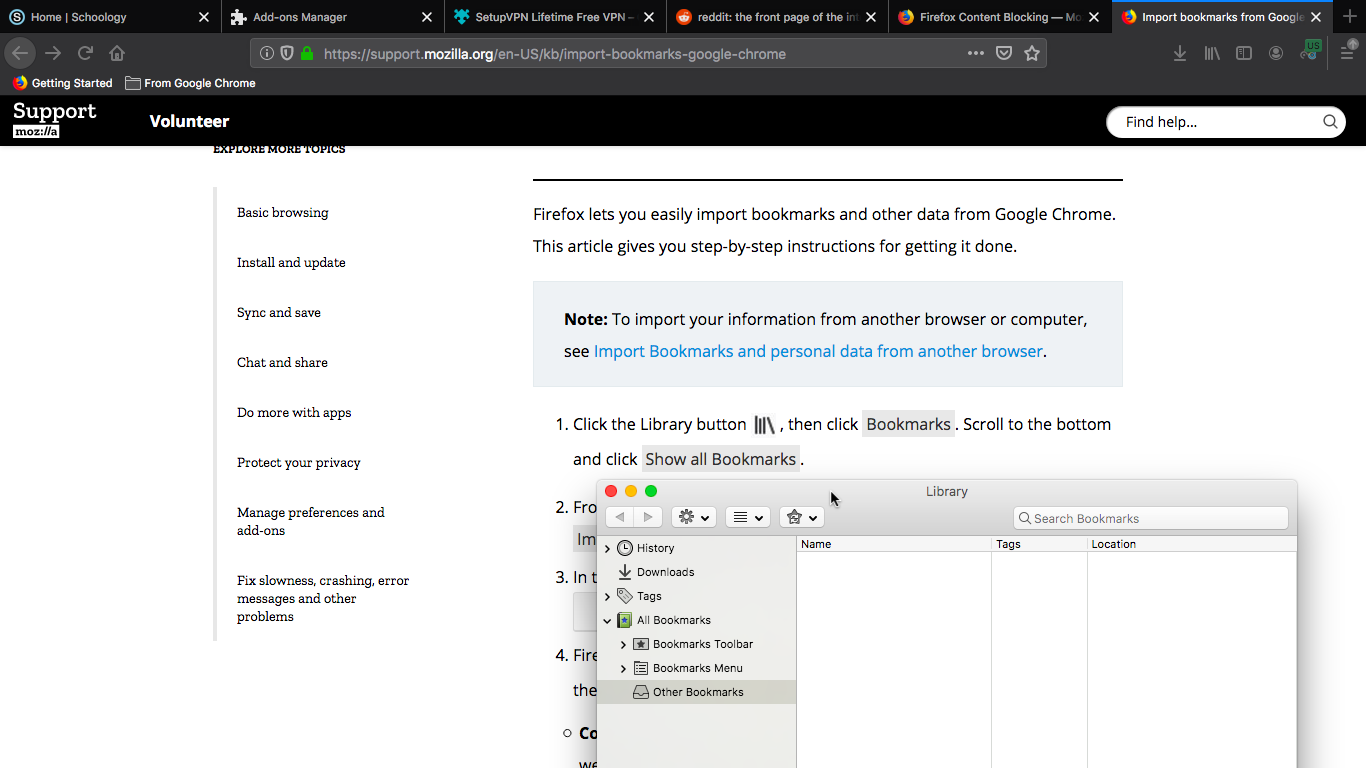 Home | Schoology
Add-ons Manager
SetupVPN Lifetime Free VPN –
reddit: the front page of the int
Firefox Content Blocking — Mo
Import bookmarks from Google
https://support.mozilla.org/en-US/kb/import-bookmarks-google-chrome
US
Getting Started
From Google Chrome
Support
moz://a
Volunteer
Find help...
EXPLORE MORE TOPICS
Basic browsing
Install and update
Sync and save
Chat and share
Do more with apps
Protect your privacy
Manage preferences and
add-ons
Fix slowness, crashing, error
messages and other
problems
Firefox lets you easily import bookmarks and other data from Google Chrome.
This article gives you step-by-step instructions for getting it done.
Note: To import your information from another browser or computer,
see Import Bookmarks and personal data from another browser.
1. Click the Library button , then click Bookmarks . Scroll to the bottom
and click Show all Bookmarks .
2. Fro
Im
3. In t
4. Fire
the
Co
we
Library
Search Bookmarks
History
Downloads
Tags
All Bookmarks
Bookmarks Toolbar
Bookmarks Menu
Other Bookmarks
Name
Tags
Location